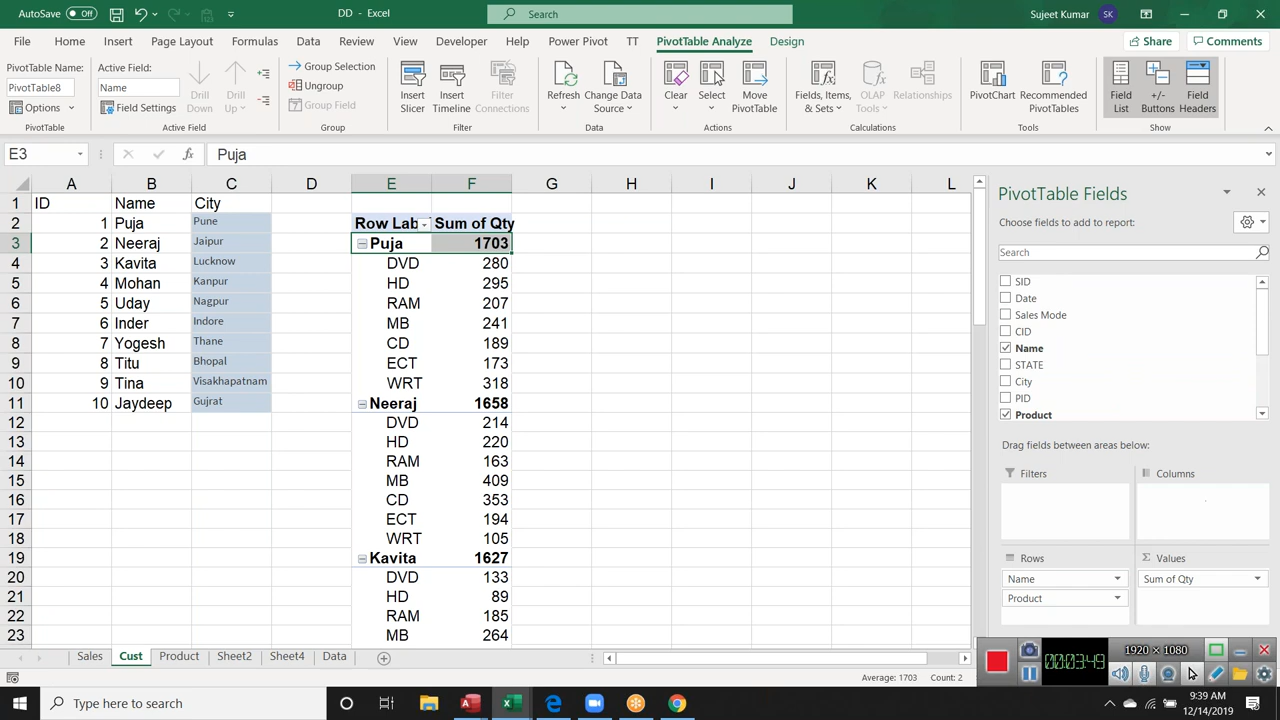 AutoSave Off DD - Excel Search Sujeet Kumar SK
File Home Insert Page Layout Formulas Data Review View Developer Help Power Pivot TT PivotTable Analyze Design Share Comments
PivotTable Name:
PivotTable8
Options
PivotTable
Active Field:
Name
Field Settings
Drill Down
Drill Up
Active Field
Group Selection
Ungroup
Group Field
Group
Insert Slicer
Insert Timeline
Filter Connections
Filter
Refresh
Change Data Source
Data
Clear
Select
Move PivotTable
Actions
Fields, Items, & Sets
OLAP Tools
Relationships
Calculations
PivotChart
Recommended PivotTables
Tools
Field List
+/- Buttons
Field Headers
Show
E3 fx Puja
A B C D E F G H I J K L
1 ID Name City
2 1 Puja Pune Row Lab Sum of Qty
3 2 Neeraj Jaipur Puja 1703
4 3 Kavita Lucknow DVD 280
5 4 Mohan Kanpur HD 295
6 5 Uday Nagpur RAM 207
7 6 Inder Indore MB 241
8 7 Yogesh Thane CD 189
9 8 Titu Bhopal ECT 173
10 9 Tina Visakhapatnam WRT 318
11 10 Jaydeep Gujrat Neeraj 1658
12 DVD 214
13 HD 220
14 RAM 163
15 MB 409
16 CD 353
17 ECT 194
18 WRT 105
19 Kavita 1627
20 DVD 133
21 HD 89
22 RAM 185
23 MB 264
PivotTable Fields
Choose fields to add to report:
Search
SID
Date
Sales Mode
CID
Name
STATE
City
PID
Product
Drag fields between areas below:
Filters Columns
Rows Σ Values
Name Sum of Qty
Product
Sales Cust Product Sheet2 Sheet4 Data
Average: 1703 Count: 2
1920 × 1080
00:03:49
Type here to search
9:39 AM
12/14/2019